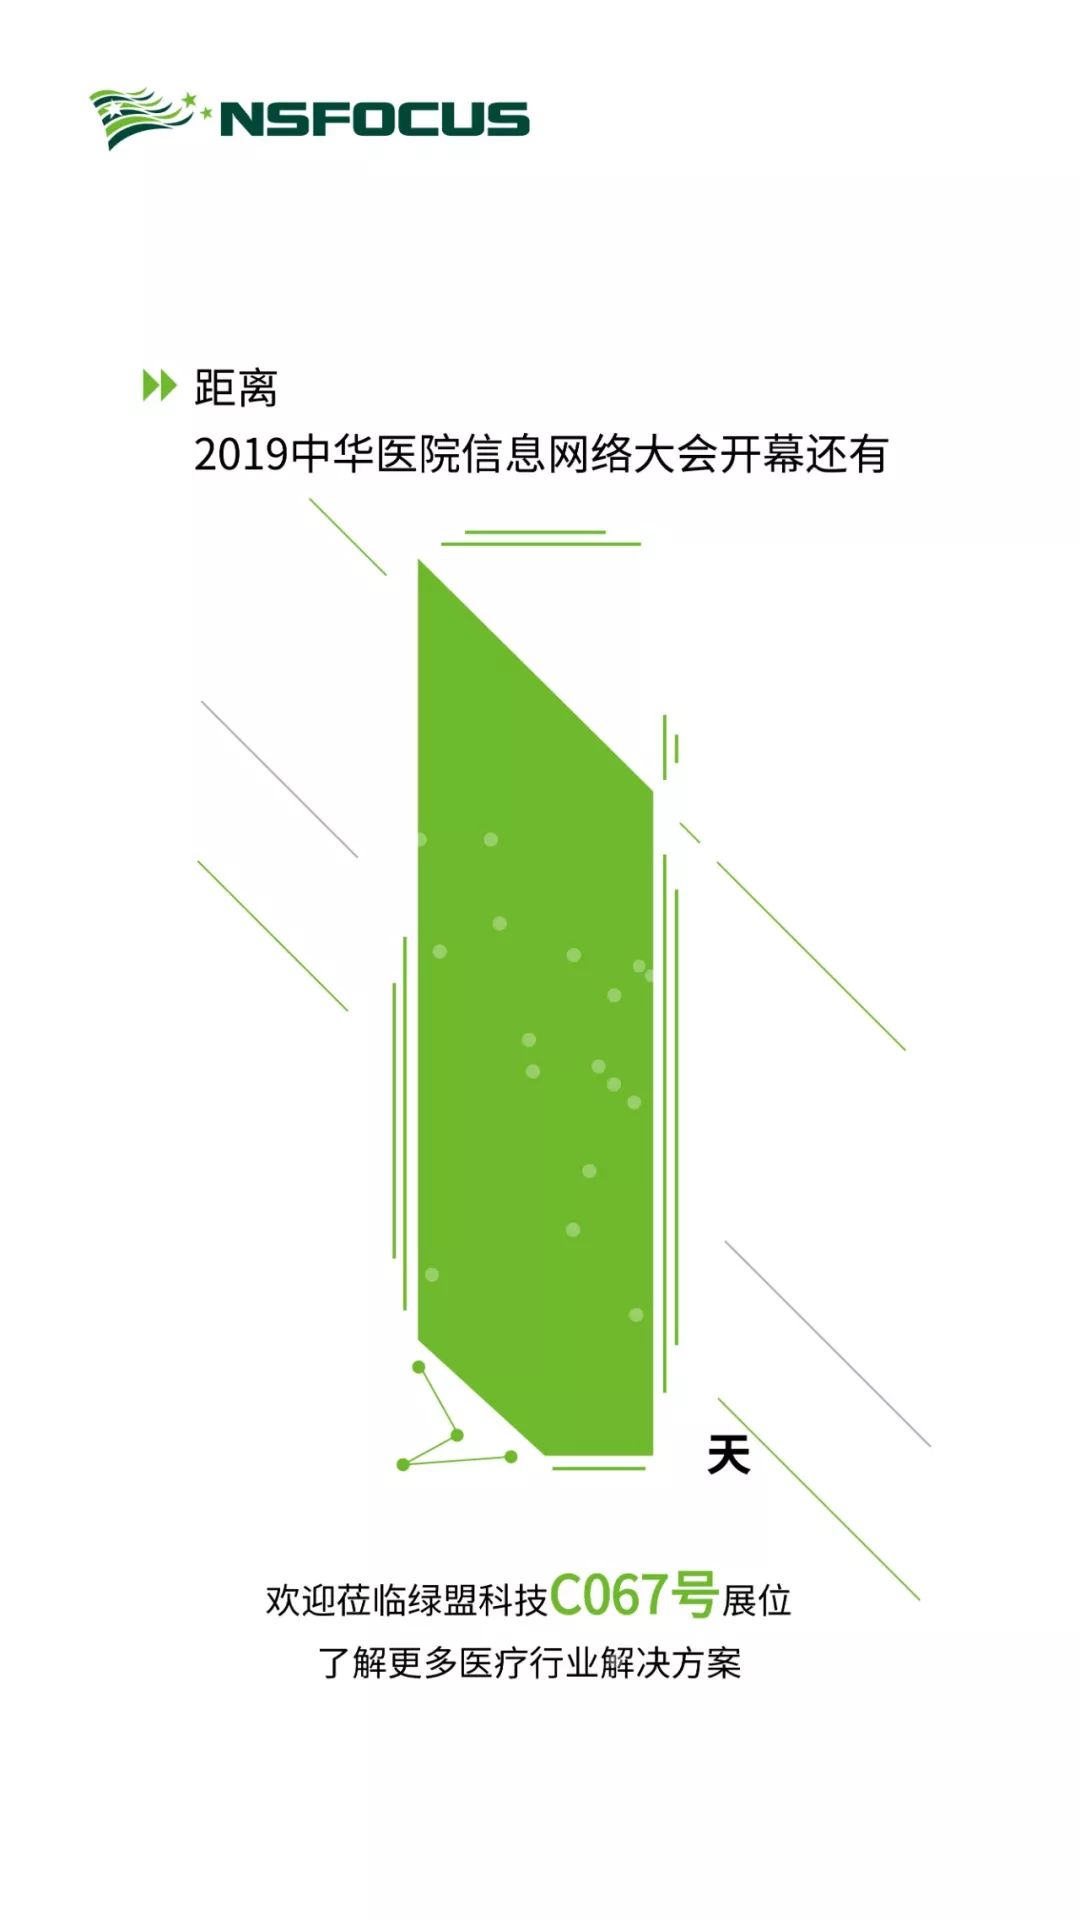 NSFOCUS
距离
2019中华医院信息网络大会开幕还有
1
天
欢迎莅临绿盟科技C067号展位
了解更多医疗行业解决方案